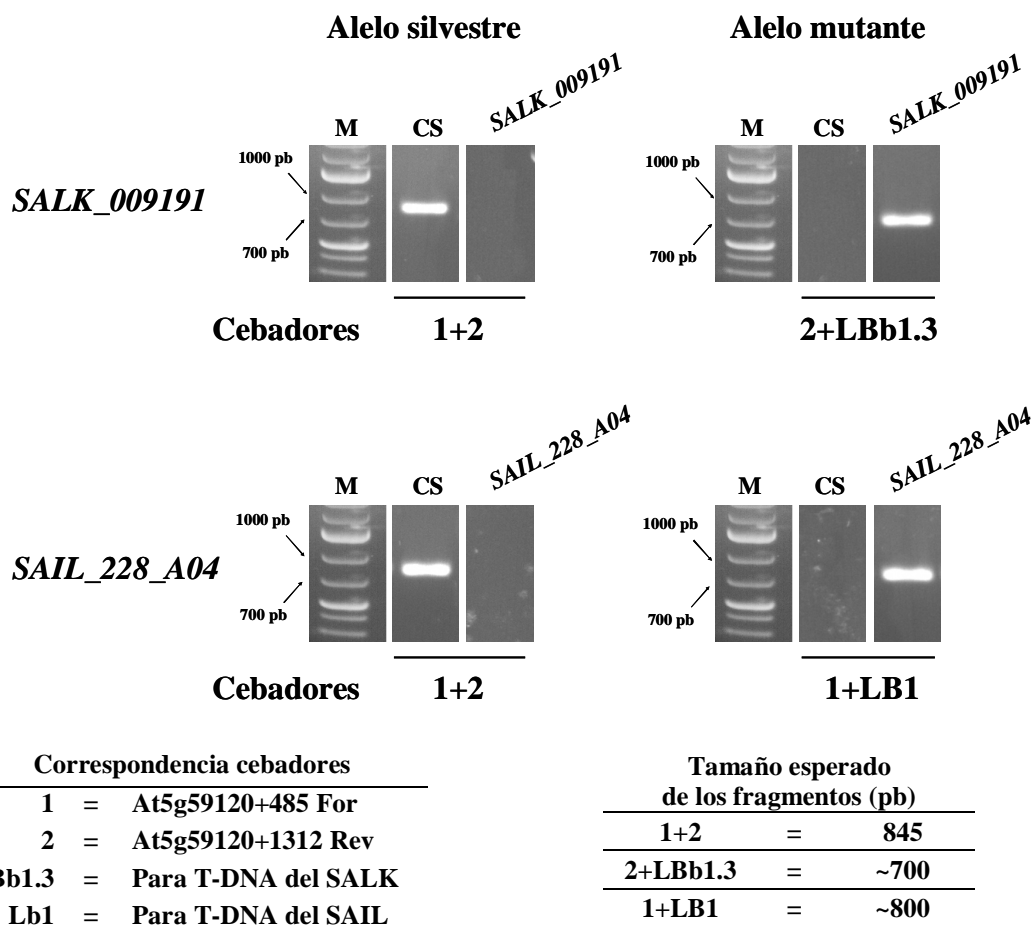 Alelo silvestre
Alelo mutante
M CS SALK_009191
M CS SALK_009191
1000 pb
1000 pb
SALK_009191
700 pb
700 pb
Cebadores 1+2
2+LBb1.3
M CS SAIL_228_A04
M CS SAIL_228_A04
1000 pb
1000 pb
SAIL_228_A04
700 pb
700 pb
Cebadores 1+2
1+LB1
Correspondencia cebadores
1 = At5g59120+485 For
2 = At5g59120+1312 Rev
b1.3 = Para T-DNA del SALK
Lb1 = Para T-DNA del SAIL
Tamaño esperado
de los fragmentos (pb)
1+2 = 845
2+LBb1.3 = ~700
1+LB1 = ~800